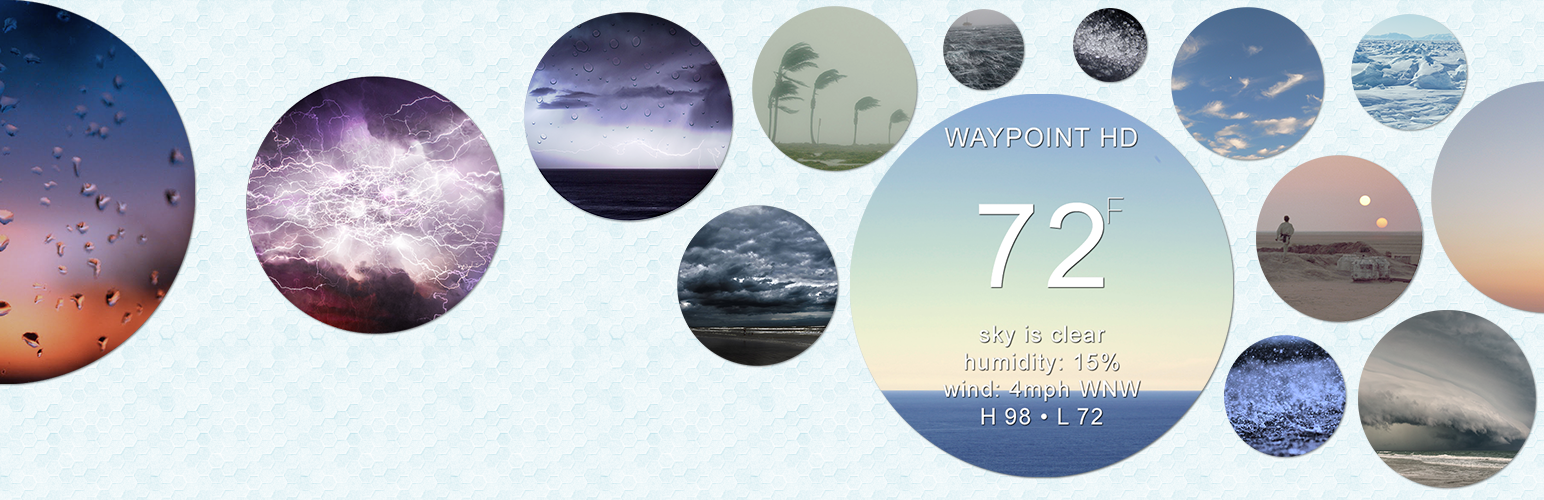 WAYPOINT HD
72F
sky is clear
humidity: 15%
wind: 4mph WNW
H 98 • L 72